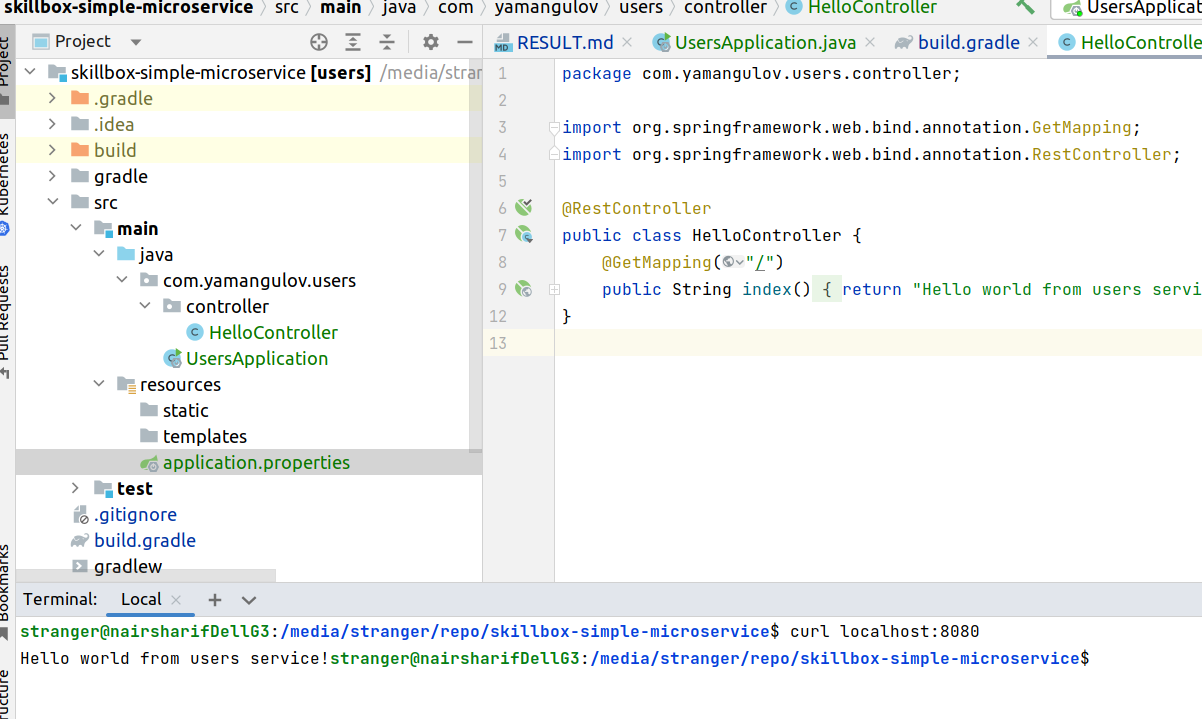 skillbox-simple-microservice > src > main > java > com > yamangulov > users > controller > HelloController UsersApplicat
Project
RESULT.md UsersApplication.java build.gradle HelloControlle
skillbox-simple-microservice [users] /media/stran
.gradle
.idea
build
gradle
src
main
java
com.yamangulov.users
controller
HelloController
UsersApplication
resources
static
templates
application.properties
test
.gitignore
build.gradle
gradlew
1 package com.yamangulov.users.controller;
2
3 import org.springframework.web.bind.annotation.GetMapping;
4 import org.springframework.web.bind.annotation.RestController;
5
6 @RestController
7 public class HelloController {
8 @GetMapping("/")
9 public String index() { return "Hello world from users servi
12 }
13
Project
Kubernetes
Pull Requests
Bookmarks
ructure
Terminal: Local
stranger@nairsharifDellG3:/media/stranger/repo/skillbox-simple-microservice$ curl localhost:8080
Hello world from users service!stranger@nairsharifDellG3:/media/stranger/repo/skillbox-simple-microservice$